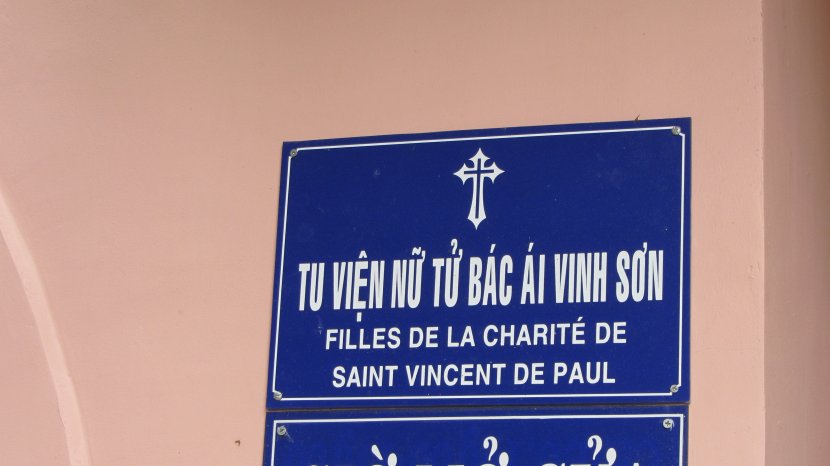 TU VIỆN NỮ TỬ BÁC ÁI VINH SƠN
FILLES DE LA CHARITÉ DE
SAINT VINCENT DE PAUL